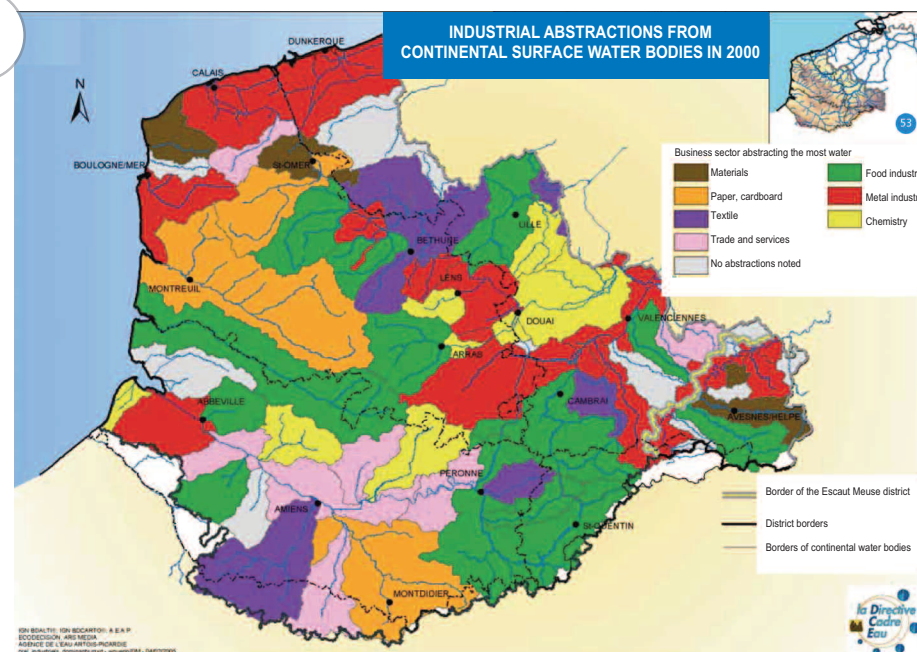 INDUSTRIAL ABSTRACTIONS FROM
CONTINENTAL SURFACE WATER BODIES IN 2000
53
N
DUNKERQUE
CALAIS
BOULOGNE/MER
St-OMER
LILLE
BETHUNE
LENS
MONTREUIL
DOUAI
VALENCIENNES
ARRAS
CAMBRAI
AVESNES/HELPE
ABBEVILLE
PERONNE
AMIENS
St-QUENTIN
MONTDIDIER
Business sector abstracting the most water
Materials
Paper, cardboard
Textile
Trade and services
No abstractions noted
Food indust
Metal indust
Chemistry
Border of the Escaut Meuse district
District borders
Borders of continental water bodies
la Directive
Cadre
Eau
ECODECISION, ARS MEDIA
AGENCE DE L'EAU ARTOIS-PICARDIE